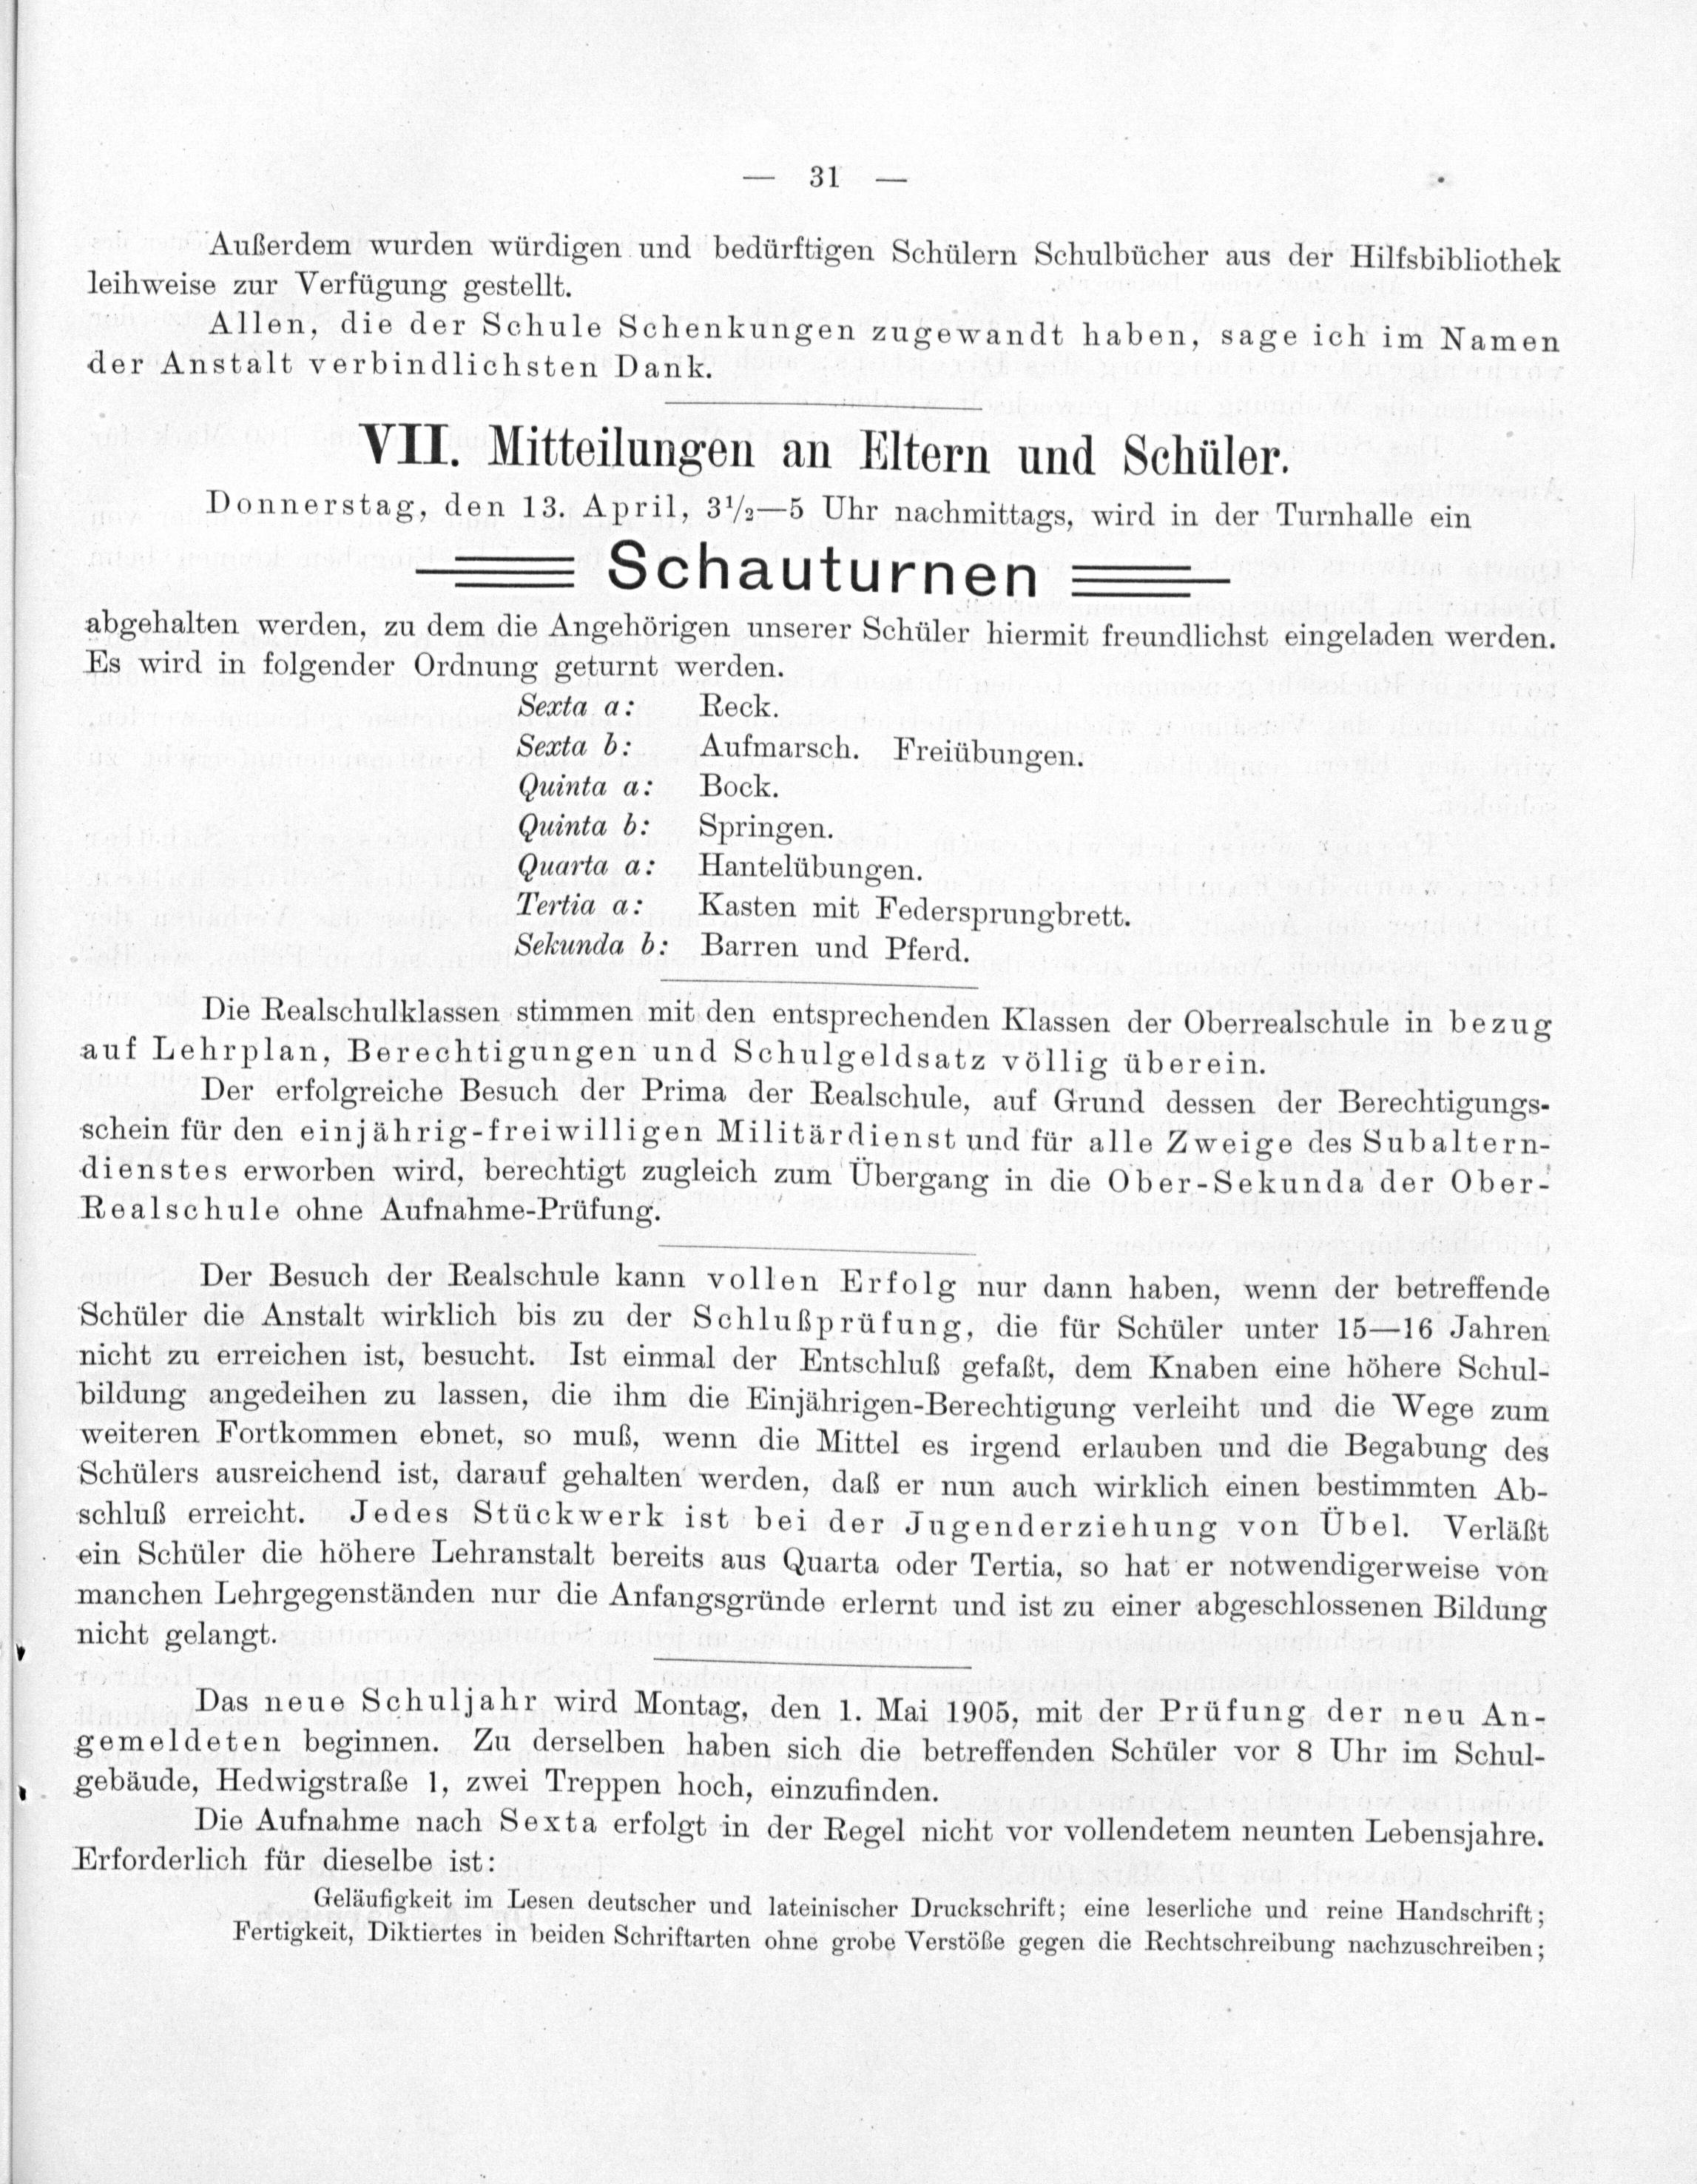 — 31 —
Außerdem wurden würdigen und bedürftigen Schülern Schulbücher aus der Hilfsbibliothek
leihweise zur Verfügung gestellt.
Allen, die der Schule Schenkungen zugewandt haben, sage ich im Namen
der Anstalt verbindlichsten Dank.
VII. Mitteilungen an Eltern und Schüler.
Donnerstag, den 13. April, 3½—5 Uhr nachmittags, wird in der Turnhalle ein
Schauturnen
abgehalten werden, zu dem die Angehörigen unserer Schüler hiermit freundlichst eingeladen werden.
Es wird in folgender Ordnung geturnt werden.
Sexta a: Reck.
Sexta b: Aufmarsch. Freiübungen.
Quinta a: Bock.
Quinta b: Springen.
Quarta a: Hantelübungen.
Tertia a: Kasten mit Federsprungbrett.
Sekunda b: Barren und Pferd.
Die Realschulklassen stimmen mit den entsprechenden Klassen der Oberrealschule in bezug
auf Lehrplan, Berechtigungen und Schulgeldsatz völlig überein.
Der erfolgreiche Besuch der Prima der Realschule, auf Grund dessen der Berechtigungs-
schein für den einjährig-freiwilligen Militärdienst und für alle Zweige des Subaltern-
dienstes erworben wird, berechtigt zugleich zum Übergang in die Ober-Sekunda der Ober-
Realschule ohne Aufnahme-Prüfung.
Der Besuch der Realschule kann vollen Erfolg nur dann haben, wenn der betreffende
Schüler die Anstalt wirklich bis zu der Schlußprüfung, die für Schüler unter 15—16 Jahren
nicht zu erreichen ist, besucht. Ist einmal der Entschluß gefaßt, dem Knaben eine höhere Schul-
bildung angedeihen zu lassen, die ihm die Einjährigen-Berechtigung verleiht und die Wege zum
weiteren Fortkommen ebnet, so muß, wenn die Mittel es irgend erlauben und die Begabung des
Schülers ausreichend ist, darauf gehalten werden, daß er nun auch wirklich einen bestimmten Ab-
schluß erreicht. Jedes Stückwerk ist bei der Jugenderziehung von Übel. Verläßt
ein Schüler die höhere Lehranstalt bereits aus Quarta oder Tertia, so hat er notwendigerweise von
manchen Lehrgegenständen nur die Anfangsgründe erlernt und ist zu einer abgeschlossenen Bildung
nicht gelangt.
Das neue Schuljahr wird Montag, den 1. Mai 1905, mit der Prüfung der neu An-
gemeldeten beginnen. Zu derselben haben sich die betreffenden Schüler vor 8 Uhr im Schul-
gebäude, Hedwigstraße 1, zwei Treppen hoch, einzufinden.
Die Aufnahme nach Sexta erfolgt in der Regel nicht vor vollendetem neunten Lebensjahre.
Erforderlich für dieselbe ist:
Geläufigkeit im Lesen deutscher und lateinischer Druckschrift; eine leserliche und reine Handschrift;
Fertigkeit, Diktiertes in beiden Schriftarten ohne grobe Verstöße gegen die Rechtschreibung nachzuschreiben;